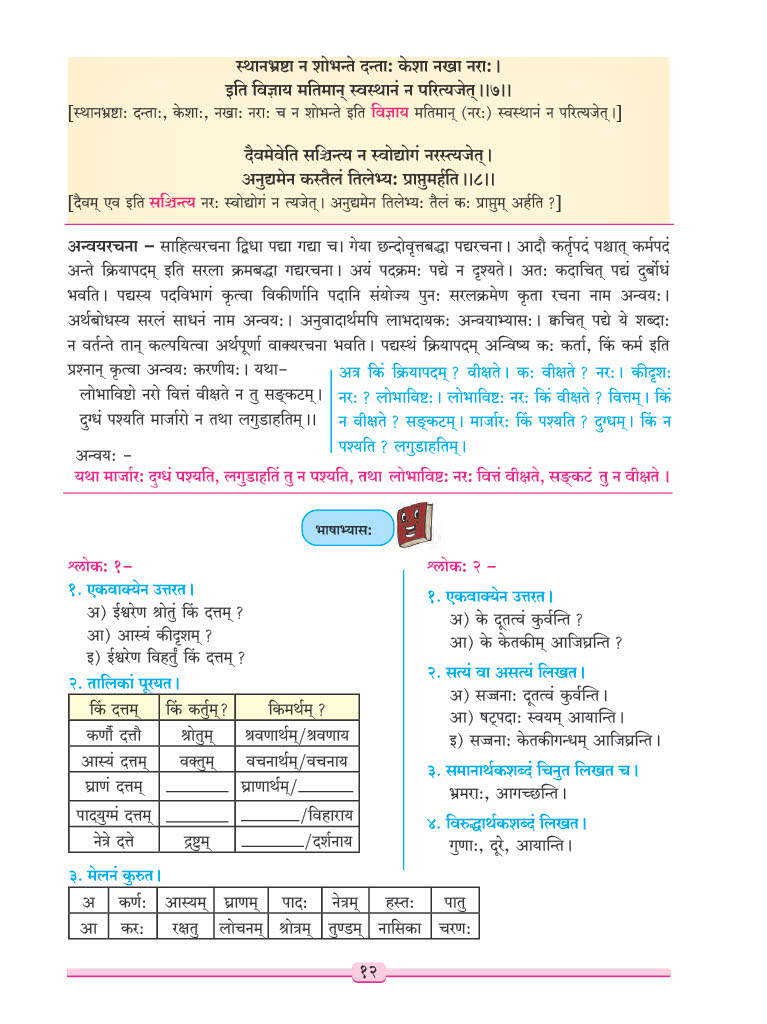 स्थानभ्रष्टा न शोभन्ते दन्ता: केशा नखा नरा:।
इति विज्ञाय मतिमान् स्वस्थानं न परित्यजेत्।।७।।
[स्थानभ्रष्टा: दन्ता:, केशा:, नखा: नरा: च न शोभन्ते इति विज्ञाय मतिमान् (नर:) स्वस्थानं न परित्यजेत्।]
दैवमेवेति सञ्चिन्त्य न स्वोद्योगं नरस्त्यजेत्।
अनुद्यमेन कस्तैलं तिलेभ्य: प्राप्तुमर्हति।।८।।
[दैवम् एव इति सञ्चिन्त्य नर: स्वोद्योगं न त्यजेत्। अनुद्यमेन तिलेभ्य: तैलं क: प्राप्तुम् अर्हति ?]
अन्वयरचना – साहित्यरचना द्विधा पद्या गद्या च। गेया छन्दोवृत्तबद्धा पद्यरचना। आदौ कर्तृपदं पश्चात् कर्मपदं
अन्ते क्रियापदम् इति सरला क्रमबद्धा गद्यरचना। अयं पदक्रम: पद्ये न दृश्यते। अत: कदाचित् पद्यं दुर्बोधं
भवति। पद्यस्य पदविभागं कृत्वा विकीर्णानि पदानि संयोज्य पुन: सरलक्रमेण कृता रचना नाम अन्वय:।
अर्थबोधस्य सरलं साधनं नाम अन्वय:। अनुवादार्थमपि लाभदायक: अन्वयाभ्यास:। क्वचित् पद्ये ये शब्दा:
न वर्तन्ते तान् कल्पयित्वा अर्थपूर्णा वाक्यरचना भवति। पद्यस्थं क्रियापदम् अन्विष्य क: कर्ता, किं कर्म इति
प्रश्नान् कृत्वा अन्वय: करणीय:। यथा–
लोभाविष्टो नरो वित्तं वीक्षते न तु सङ्कटम्।
दुग्धं पश्यति मार्जारो न तथा लगुडाहतिम्।।
अत्र किं क्रियापदम् ? वीक्षते। क: वीक्षते ? नर:। कीदृश:
नर: ? लोभाविष्ट:। लोभाविष्ट: नर: किं वीक्षते ? वित्तम्। किं
न वीक्षते ? सङ्कटम्। मार्जार: किं पश्यति ? दुग्धम्। किं न
पश्यति ? लगुडाहतिम्।
अन्वय: -
यथा मार्जार: दुग्धं पश्यति, लगुडाहतिं तु न पश्यति, तथा लोभाविष्ट: नर: वित्तं वीक्षते, सङ्कटं तु न वीक्षते ।
भाषाभ्यास:
श्लोक: १–
१. एकवाक्येन उत्तरत।
अ) ईश्वरेण श्रोतुं किं दत्तम् ?
आ) आस्यं कीदृशम् ?
इ) ईश्वरेण विहर्तुं किं दत्तम् ?
२. तालिकां पूरयत।
किं दत्तम् किं कर्तुम्? किमर्थम् ?
कर्णौ दत्तौ श्रोतुम् श्रवणार्थम्/श्रवणाय
आस्यं दत्तम् वक्तुम् वचनार्थम्/वचनाय
घ्राणं दत्तम् ______ घ्राणार्थम्/______
पादयुग्मं दत्तम् ______ ______/विहाराय
नेत्रे दत्ते द्रष्टुम् ______/दर्शनाय
३. मेलनं कुरुत।
अ कर्ण: आस्यम् घ्राणम् पाद: नेत्रम् हस्त: पातु
आ कर: रक्षतु लोचनम् श्रोत्रम् तुण्डम् नासिका चरण:
श्लोक: २ –
१. एकवाक्येन उत्तरत।
अ) के दूतत्वं कुर्वन्ति ?
आ) के केतकीम् आजिघ्रन्ति ?
२. सत्यं वा असत्यं लिखत।
अ) सज्जना: दूतत्वं कुर्वन्ति।
आ) षट्पदा: स्वयम् आयान्ति।
इ) सज्जना: केतकीगन्धम् आजिघ्रन्ति।
३. समानार्थकशब्दं चिनुत लिखत च।
भ्रमरा:, आगच्छन्ति।
४. विरुद्धार्थकशब्दं लिखत।
गुणा:, दूरे, आयान्ति।
१२